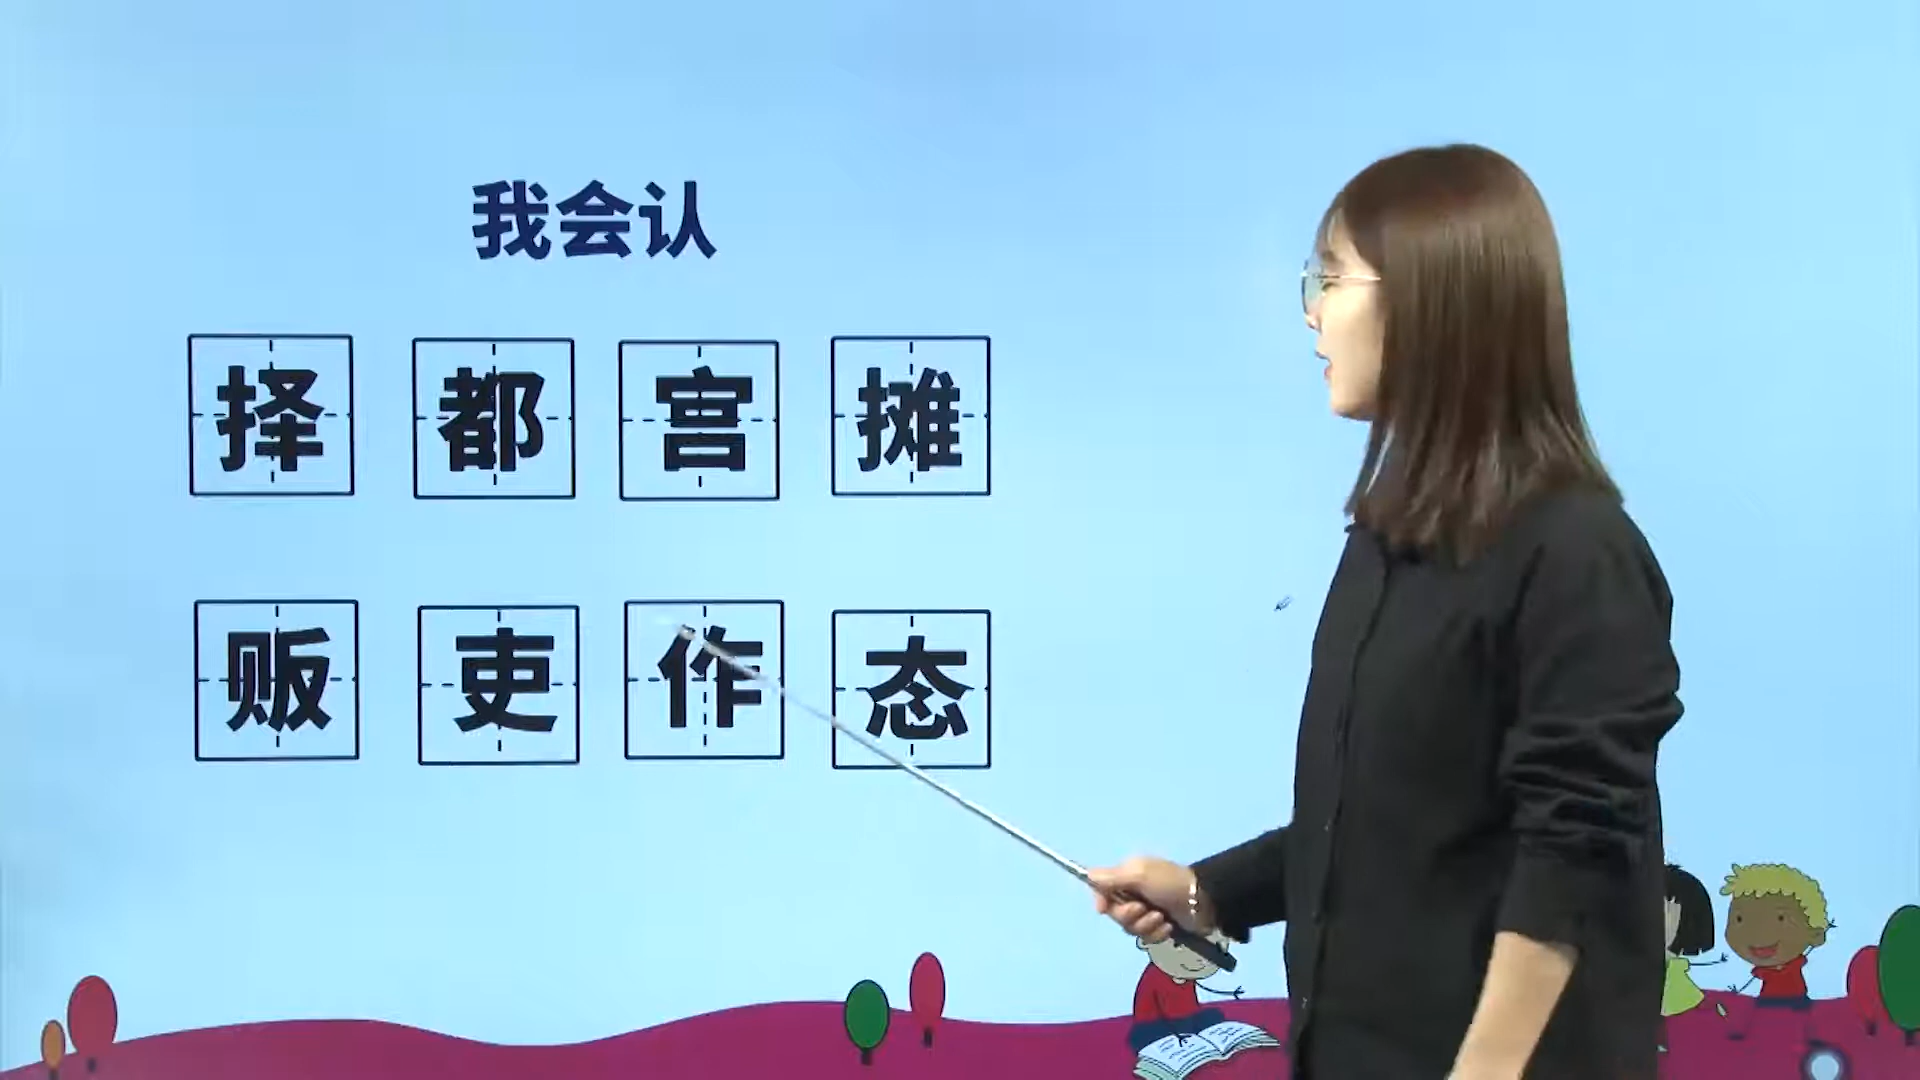 我会认
择 都 宫 摊
贩 吏 作 态